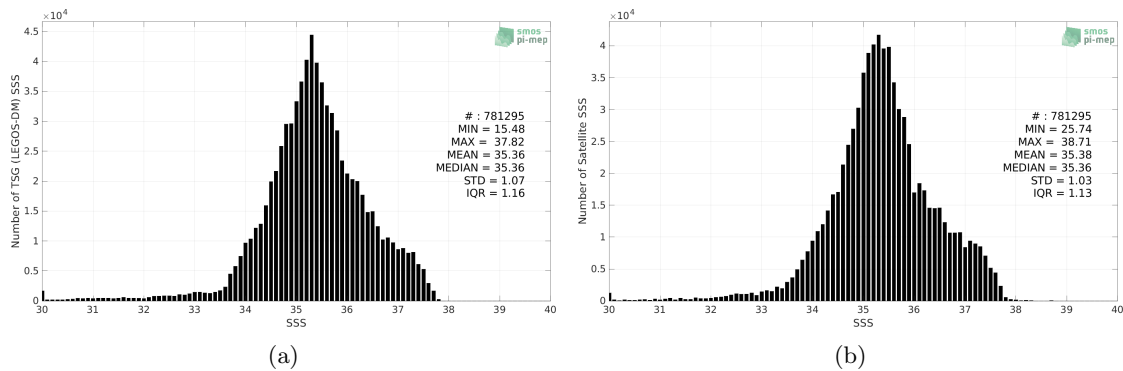 ×10⁴
4.5
4
3.5
3
2.5
2
1.5
1
0.5
0
Number of TSG (LEGOS-DM) SSS
smos
pi-mep
# : 781295
MIN = 15.48
MAX = 37.82
MEAN = 35.36
MEDIAN = 35.36
STD = 1.07
IQR = 1.16
30 31 32 33 34 35 36 37 38 39 40
SSS
(a)
×10⁴
4
3.5
3
2.5
2
1.5
1
0.5
0
Number of Satellite SSS
smos
pi-mep
# : 781295
MIN = 25.74
MAX = 38.71
MEAN = 35.38
MEDIAN = 35.36
STD = 1.03
IQR = 1.13
30 31 32 33 34 35 36 37 38 39 40
SSS
(b)